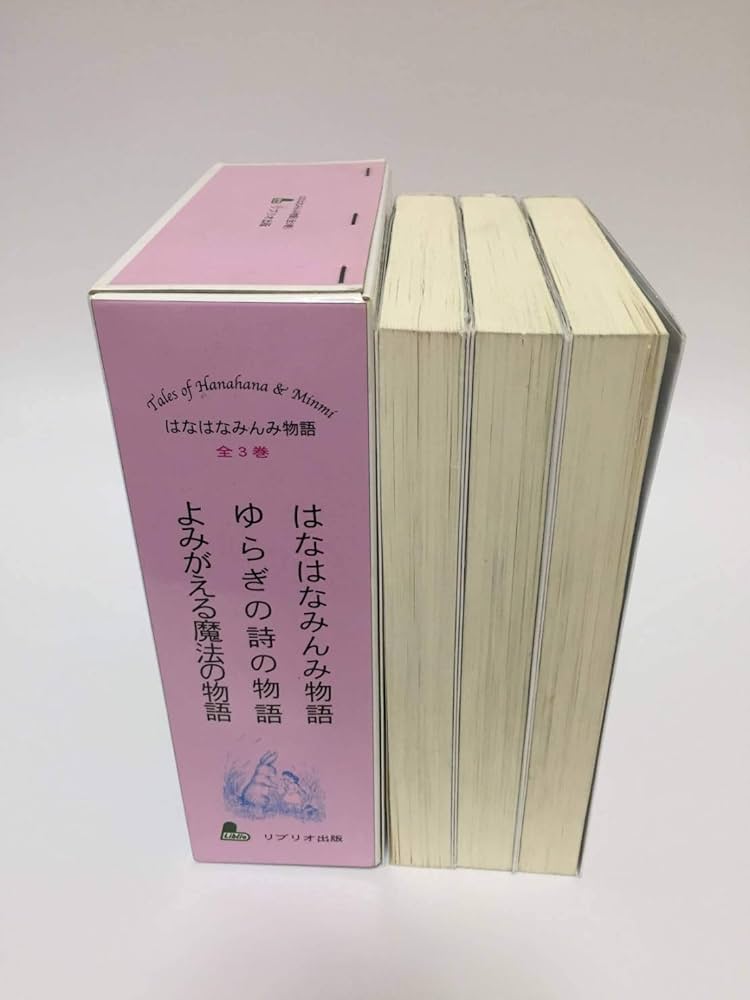 Tales of Hanahana & Minmi
はなはなみんみ物語
全3巻
はなはなみんみ物語
ゆらぎの詩の物語
よみがえる魔法の物語
Liblio
リブリオ出版